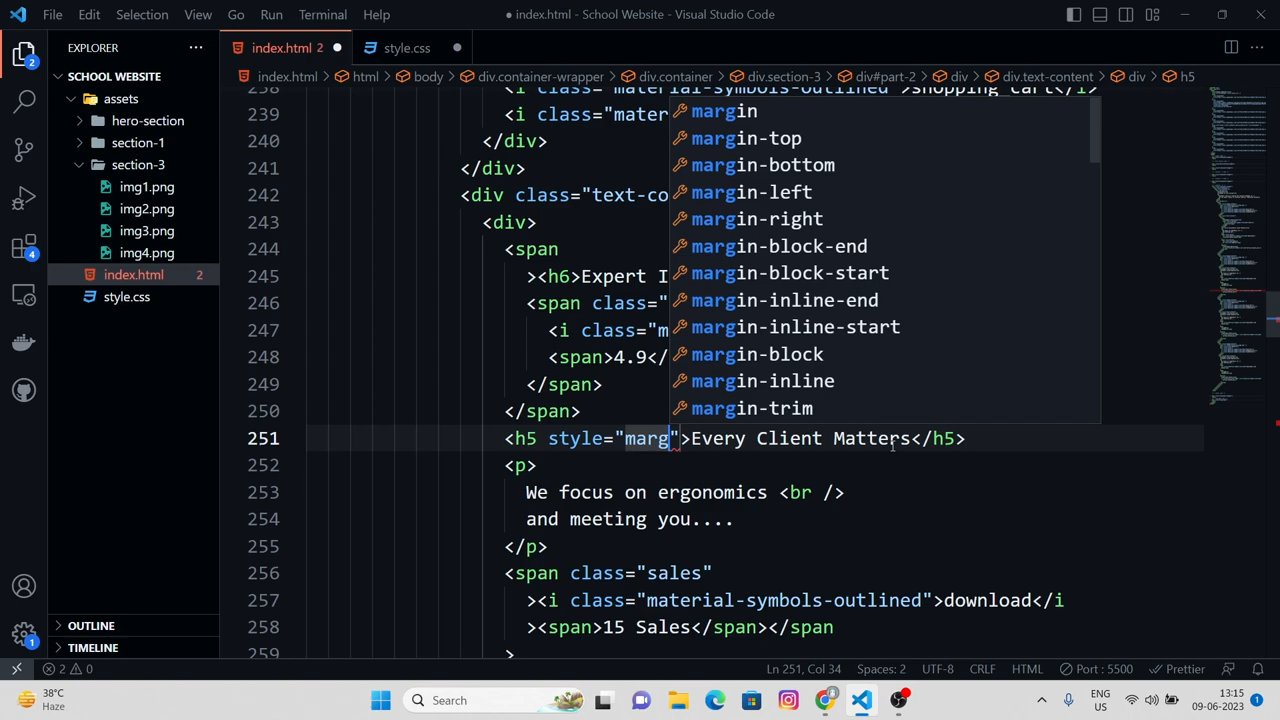 File Edit Selection View Go Run Terminal Help
● index.html - School Website - Visual Studio Code
EXPLORER
index.html 2
style.css
SCHOOL WEBSITE
index.html > html > body > div.container-wrapper > div.container > div.section-3 > div#part-2 > div > div.text-content > div > h5
assets
hero-section
section-1
section-3
img1.png
img2.png
img3.png
img4.png
index.html 2
style.css
OUTLINE
TIMELINE
2
4
1
238 <i class="material-symbols-outlined">shopping_cart</i>
239 class="mater
240 </div>
241 </div>
242 <div class="text-co
243 <div>
244 <span
245 ><h6>Expert I
246 <span class="
247 <i class="m
248 <span>4.9</
249 </span>
250 </span>
251 <h5 style="marg">Every Client Matters</h5>
252 <p>
253 We focus on ergonomics <br />
254 and meeting you....
255 </p>
256 <span class="sales"
257 ><i class="material-symbols-outlined">download</i
258 ><span>15 Sales</span></span
259 >
margin
margin-top
margin-bottom
margin-left
margin-right
margin-block-end
margin-block-start
margin-inline-end
margin-inline-start
margin-block
margin-inline
margin-trim
2 0
Ln 251, Col 34 Spaces: 2 UTF-8 CRLF HTML Port : 5500 Prettier
38°C
Haze
Search
ENG
US
13:15
09-06-2023
1